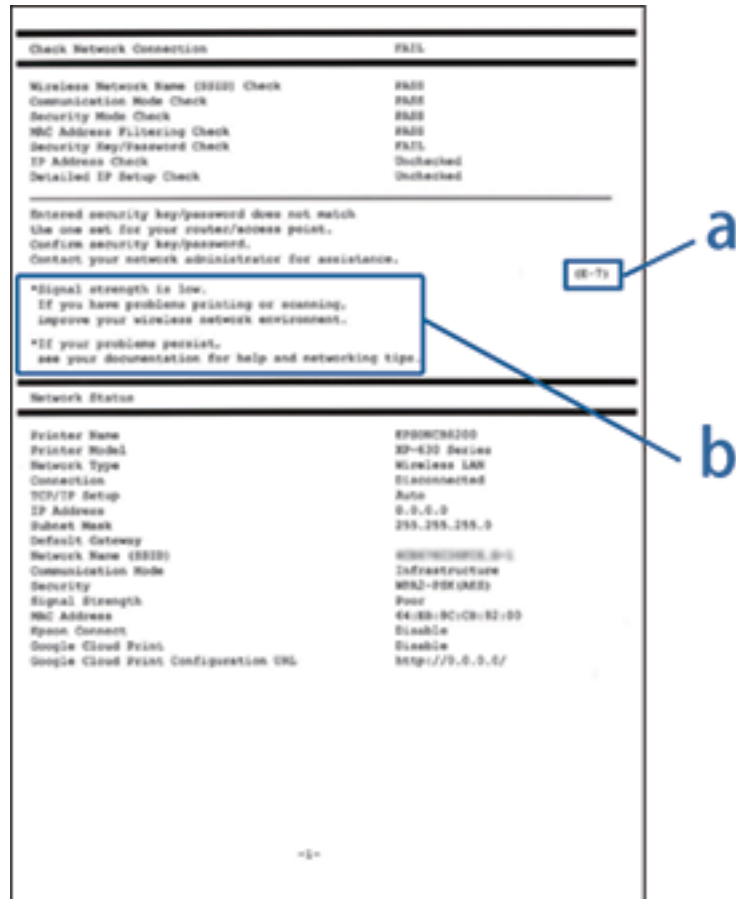 Check Network Connection FAIL
Wireless Network Name (SSID) Check PASS
Communication Mode Check PASS
Security Mode Check PASS
MAC Address Filtering Check PASS
Security Key/Password Check FAIL
IP Address Check Unchecked
Detailed IP Setup Check Unchecked
Entered security key/password does not match
the one set for your router/access point.
Confirm security key/password.
Contact your network administrator for assistance.
(E-7)
a
*Signal strength is low.
If you have problems printing or scanning,
improve your wireless network environment.
*If your problems persist,
see your documentation for help and networking tips.
b
Network Status
Printer Name
Printer Model XP-630 Series
Network Type Wireless LAN
Connection Disconnected
TCP/IP Setup Auto
IP Address 0.0.0.0
Subnet Mask 255.255.255.0
Default Gateway
Network Name (SSID)
Communication Mode Infrastructure
Security WPA2-PSK(AES)
Signal Strength Poor
MAC Address
Epson Connect Disable
Google Cloud Print Disable
Google Cloud Print Configuration URL http://0.0.0.0/
-1-